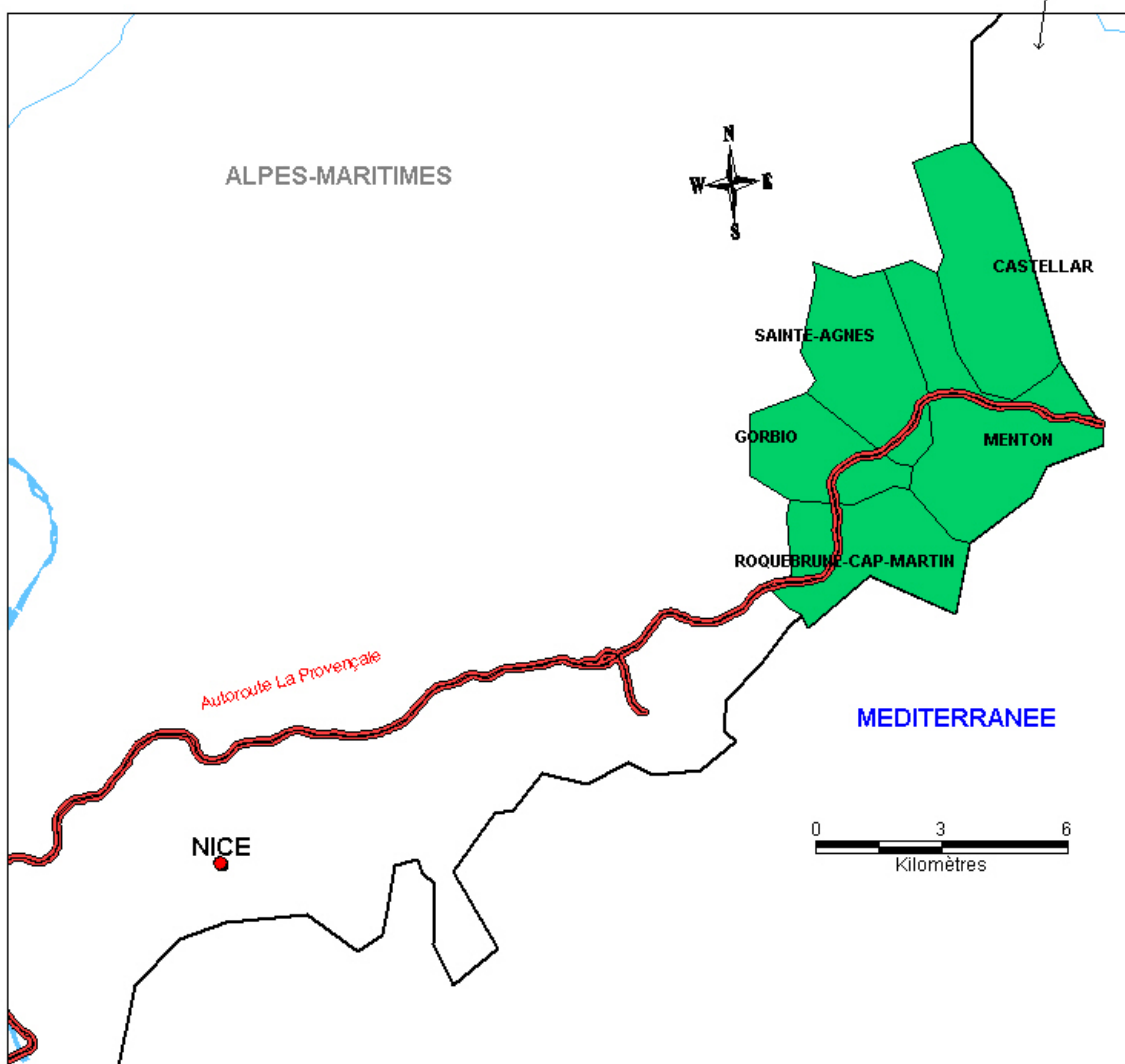 N
ALPES-MARITIMES
W E
S
CASTELLAR
SAINTE-AGNES
GORBIO
MENTON
ROQUEBRUNE-CAP-MARTIN
Autoroute La Provençale
MEDITERRANEE
0 3 6
Kilomètres
NICE